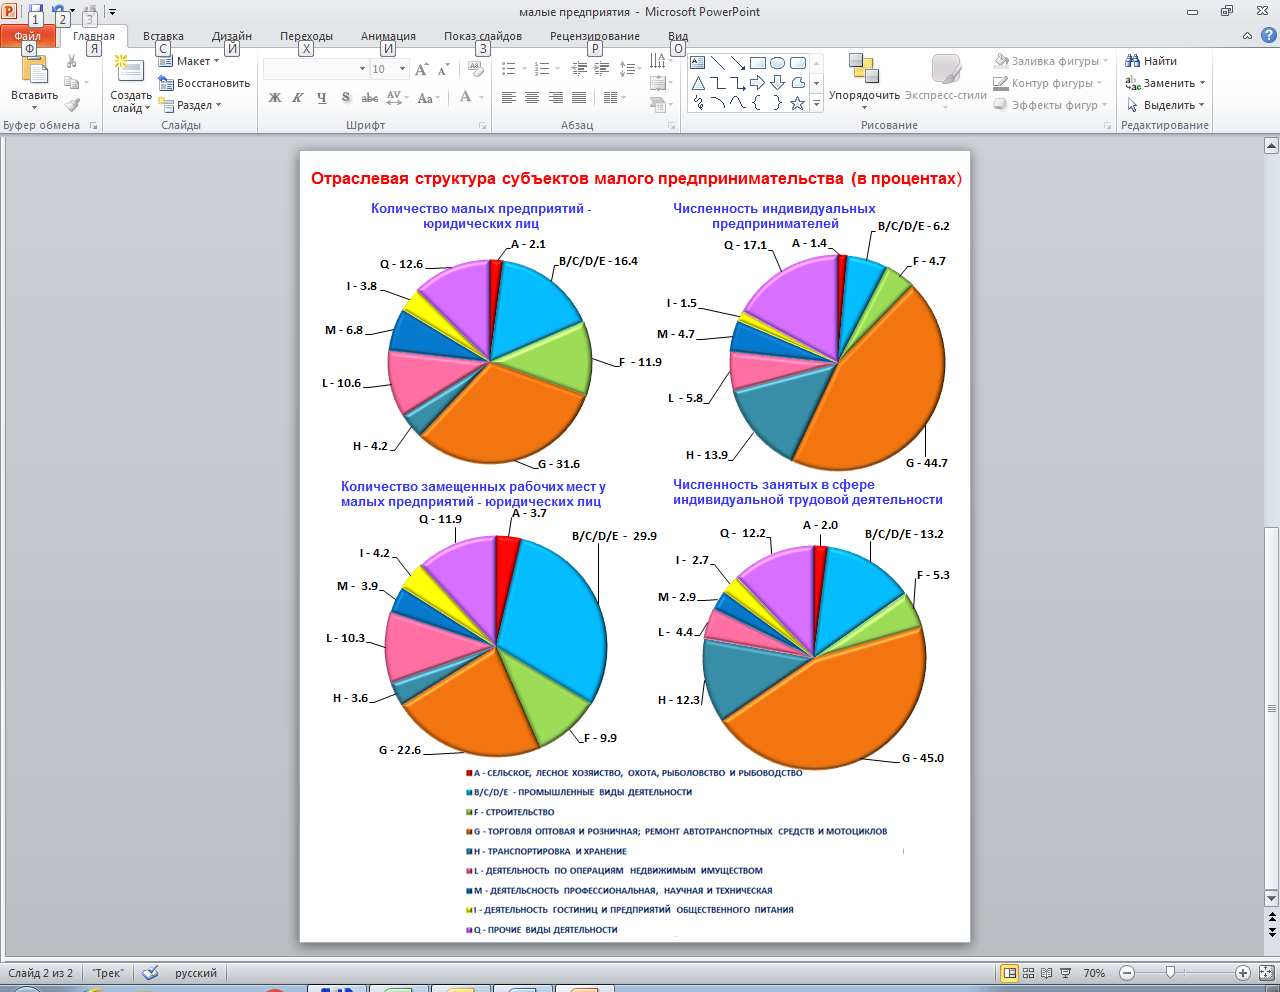 малые предприятия - Microsoft PowerPoint
1 2 3
Файл Главная Вставка Дизайн Переходы Анимация Показ слайдов Рецензирование Вид
Ф Я С Й Х И З Р О
Вставить
Буфер обмена
Создать слайд
Макет
Восстановить
Раздел
Слайды
10
Ж К Ч S abc AV Aa А
Шрифт
Абзац
Упорядочить
Экспресс-стили
Заливка фигуры
Контур фигуры
Эффекты фигур
Рисование
Найти
Заменить
Выделить
Редактирование
Отраслевая структура субъектов малого предпринимательства (в процентах)
Количество малых предприятий -
юридических лиц
A - 2.1
B/C/D/E - 16.4
F - 11.9
G - 31.6
H - 4.2
L - 10.6
M - 6.8
I - 3.8
Q - 12.6
Численность индивидуальных
предпринимателей
A - 1.4
B/C/D/E - 6.2
F - 4.7
G - 44.7
H - 13.9
L - 5.8
M - 4.7
I - 1.5
Q - 17.1
Количество замещенных рабочих мест у
малых предприятий - юридических лиц
A - 3.7
B/C/D/E - 29.9
F - 9.9
G - 22.6
H - 3.6
L - 10.3
M - 3.9
I - 4.2
Q - 11.9
Численность занятых в сфере
индивидуальной трудовой деятельности
A - 2.0
B/C/D/E - 13.2
F - 5.3
G - 45.0
H - 12.3
L - 4.4
M - 2.9
I - 2.7
Q - 12.2
A - СЕЛЬСКОЕ, ЛЕСНОЕ ХОЗЯЙСТВО, ОХОТА, РЫБОЛОВСТВО И РЫБОВОДСТВО
B/C/D/E - ПРОМЫШЛЕННЫЕ ВИДЫ ДЕЯТЕЛЬНОСТИ
F - СТРОИТЕЛЬСТВО
G - ТОРГОВЛЯ ОПТОВАЯ И РОЗНИЧНАЯ; РЕМОНТ АВТОТРАНСПОРТНЫХ СРЕДСТВ И МОТОЦИКЛОВ
H - ТРАНСПОРТИРОВКА И ХРАНЕНИЕ
L - ДЕЯТЕЛЬНОСТЬ ПО ОПЕРАЦИЯМ НЕДВИЖИМЫМ ИМУЩЕСТВОМ
M - ДЕЯТЕЛЬСНОСТЬ ПРОФЕССИОНАЛЬНАЯ, НАУЧНАЯ И ТЕХНИЧЕСКАЯ
I - ДЕЯТЕЛЬНОСТЬ ГОСТИНИЦ И ПРЕДПРИЯТИЙ ОБЩЕСТВЕННОГО ПИТАНИЯ
Q - ПРОЧИЕ ВИДЫ ДЕЯТЕЛЬНОСТИ
Слайд 2 из 2 "Трек" русский 70%